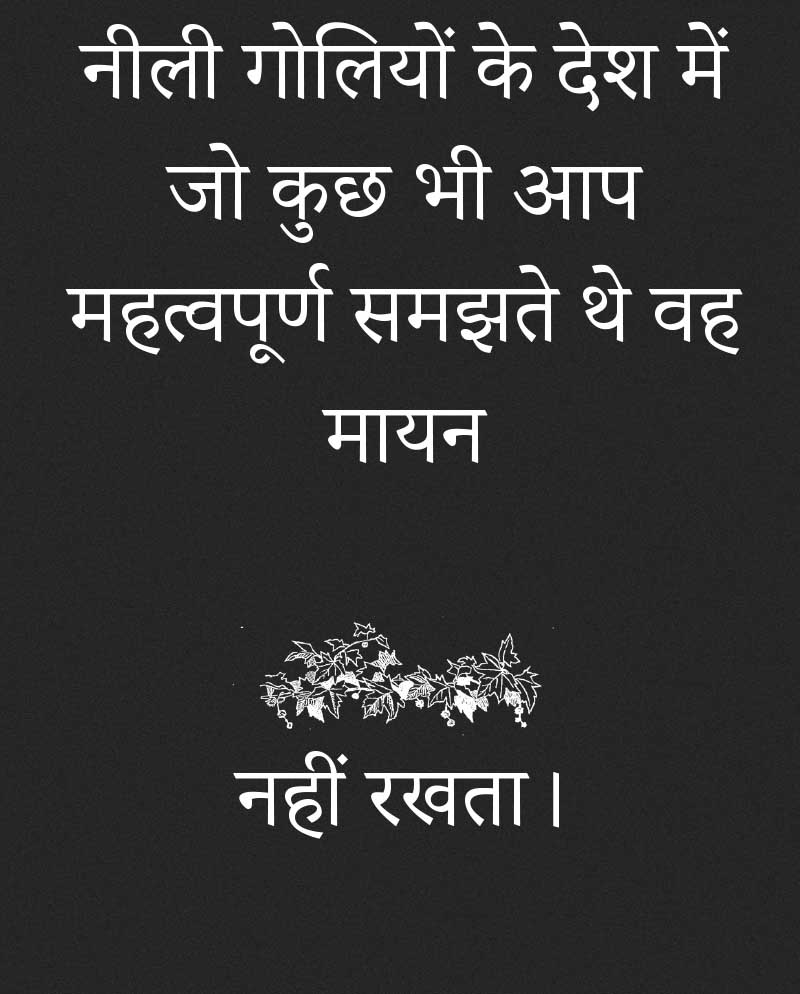 नीली गोलियों के देश में
जो कुछ भी आप
महत्वपूर्ण समझते थे वह
मायन
नहीं रखता।